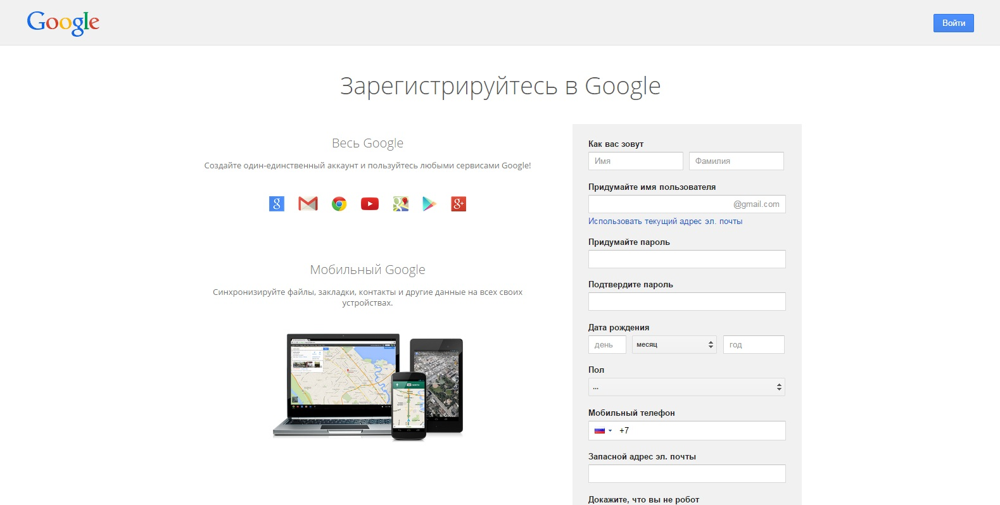 Google
Войти
Зарегистрируйтесь в Google
Весь Google
Создайте один-единственный аккаунт и пользуйтесь любыми сервисами Google!
Мобильный Google
Синхронизируйте файлы, закладки, контакты и другие данные на всех своих
устройствах.
Как вас зовут
Имя
Фамилия
Придумайте имя пользователя
@gmail.com
Использовать текущий адрес эл. почты
Придумайте пароль
Подтвердите пароль
Дата рождения
день
месяц
год
Пол
...
Мобильный телефон
+7
Запасной адрес эл. почты
Докажите, что вы не робот